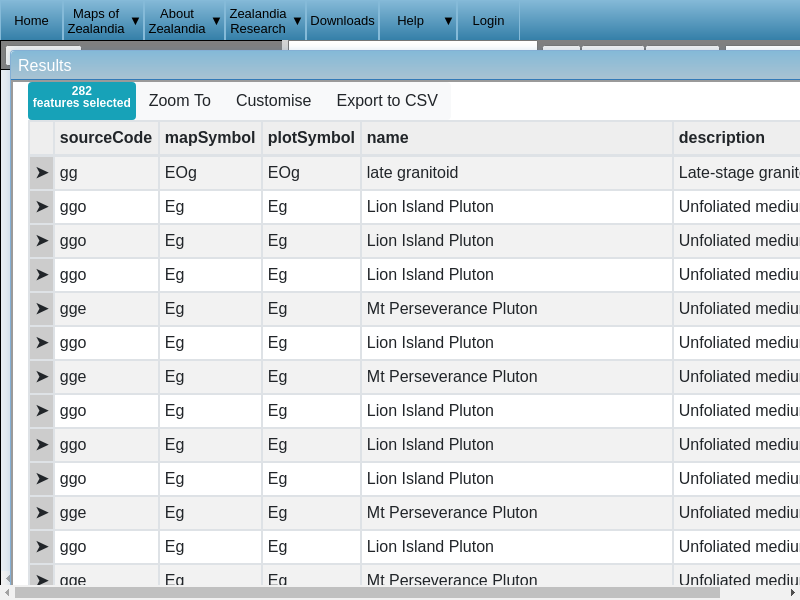 Home Maps of Zealandia ▼ About Zealandia ▼ Zealandia Research ▼ Downloads Help ▼ Login
Results
282
features selected Zoom To Customise Export to CSV
sourceCode mapSymbol plotSymbol name description
➤ gg EOg EOg late granitoid Late-stage granit
➤ ggo Eg Eg Lion Island Pluton Unfoliated mediu
➤ ggo Eg Eg Lion Island Pluton Unfoliated mediu
➤ ggo Eg Eg Lion Island Pluton Unfoliated mediu
➤ gge Eg Eg Mt Perseverance Pluton Unfoliated mediu
➤ ggo Eg Eg Lion Island Pluton Unfoliated mediu
➤ gge Eg Eg Mt Perseverance Pluton Unfoliated mediu
➤ ggo Eg Eg Lion Island Pluton Unfoliated mediu
➤ ggo Eg Eg Lion Island Pluton Unfoliated mediu
➤ ggo Eg Eg Lion Island Pluton Unfoliated mediu
➤ gge Eg Eg Mt Perseverance Pluton Unfoliated mediu
➤ ggo Eg Eg Lion Island Pluton Unfoliated mediu
➤ gge Eg Eg Mt Perseverance Pluton Unfoliated mediu